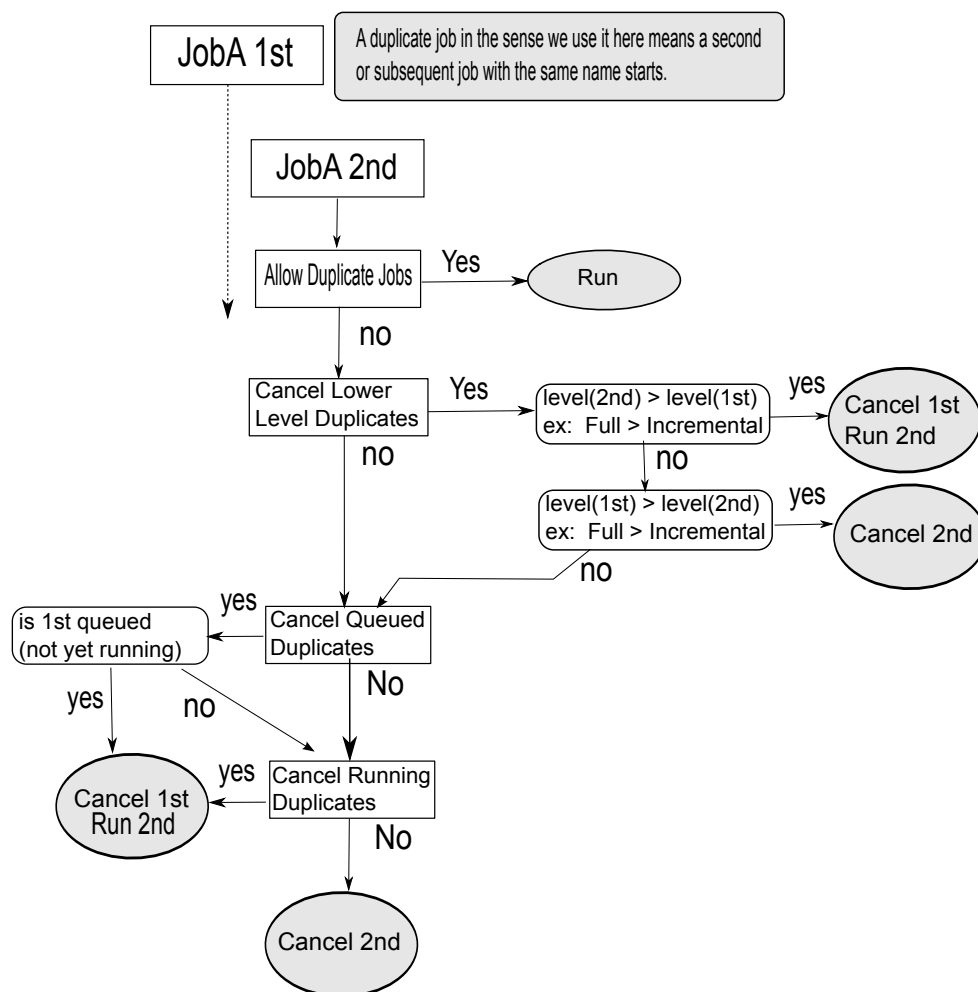 JobA 1st
A duplicate job in the sense we use it here means a second
or subsequent job with the same name starts.
JobA 2nd
Allow Duplicate Jobs
Yes
Run
no
Cancel Lower
Level Duplicates
Yes
level(2nd) > level(1st)
ex: Full > Incremental
yes
Cancel 1st
Run 2nd
no
no
level(1st) > level(2nd)
ex: Full > Incremental
yes
Cancel 2nd
no
is 1st queued
(not yet running)
yes
Cancel Queued
Duplicates
yes
no
No
Cancel 1st
Run 2nd
yes
Cancel Running
Duplicates
No
Cancel 2nd